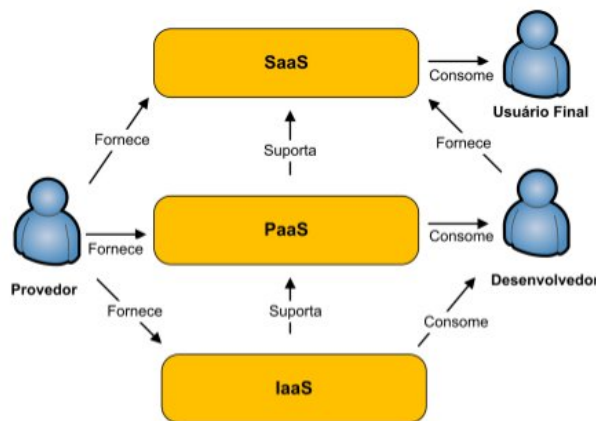 SaaS
Consome
Usuário Final
Fornece
Suporta
Fornece
PaaS
Fornece
Consome
Provedor
Desenvolvedor
Fornece
Suporta
Consome
IaaS